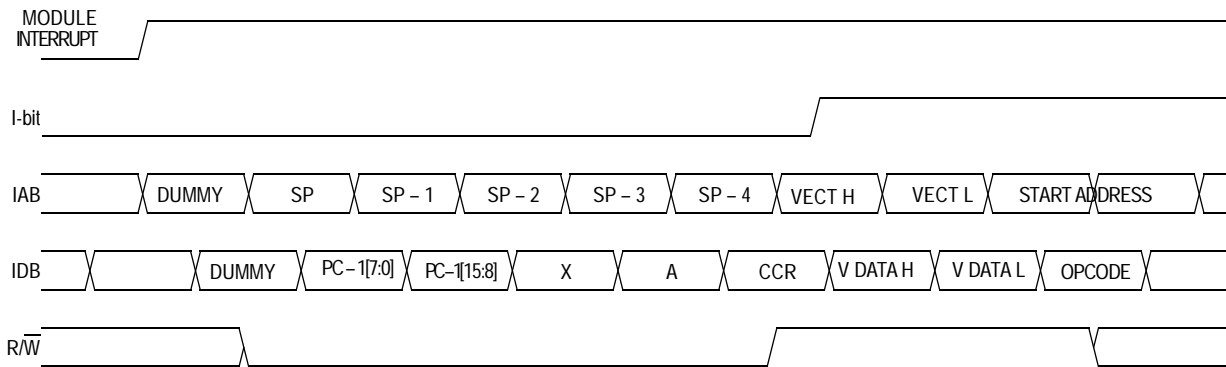 MODULE
INTERRUPT
I-bit
IAB DUMMY SP SP – 1 SP – 2 SP – 3 SP – 4 VECT H VECT L START ADDRESS
IDB DUMMY PC – 1[7:0] PC–1[15:8] X A CCR V DATA H V DATA L OPCODE
R/W̅